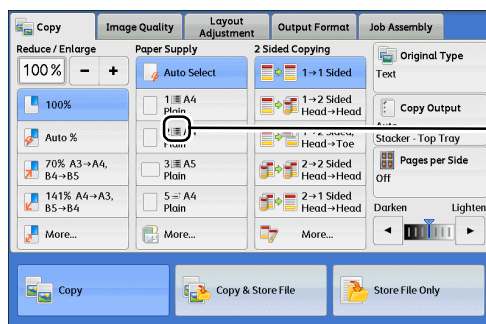 Copy
Image Quality
Layout
Adjustment
Output Format
Job Assembly
Reduce / Enlarge
100 %
−
+
100%
Auto %
70% A3→A4,
B4→B5
141% A4→A3,
B5→B4
More...
Paper Supply
Auto Select
1 A4
Plain
3 A5
Plain
5 A4
Plain
More...
2 Sided Copying
1→1 Sided
1→2 Sided
Head→Head
1→2 Sided,
Head→Toe
2→2 Sided
Head→Head
2→1 Sided
Head→Head
More...
Original Type
Text
Copy Output
Stacker - Top Tray
Pages per Side
Off
Darken
Lighten
Copy
Copy & Store File
Store File Only